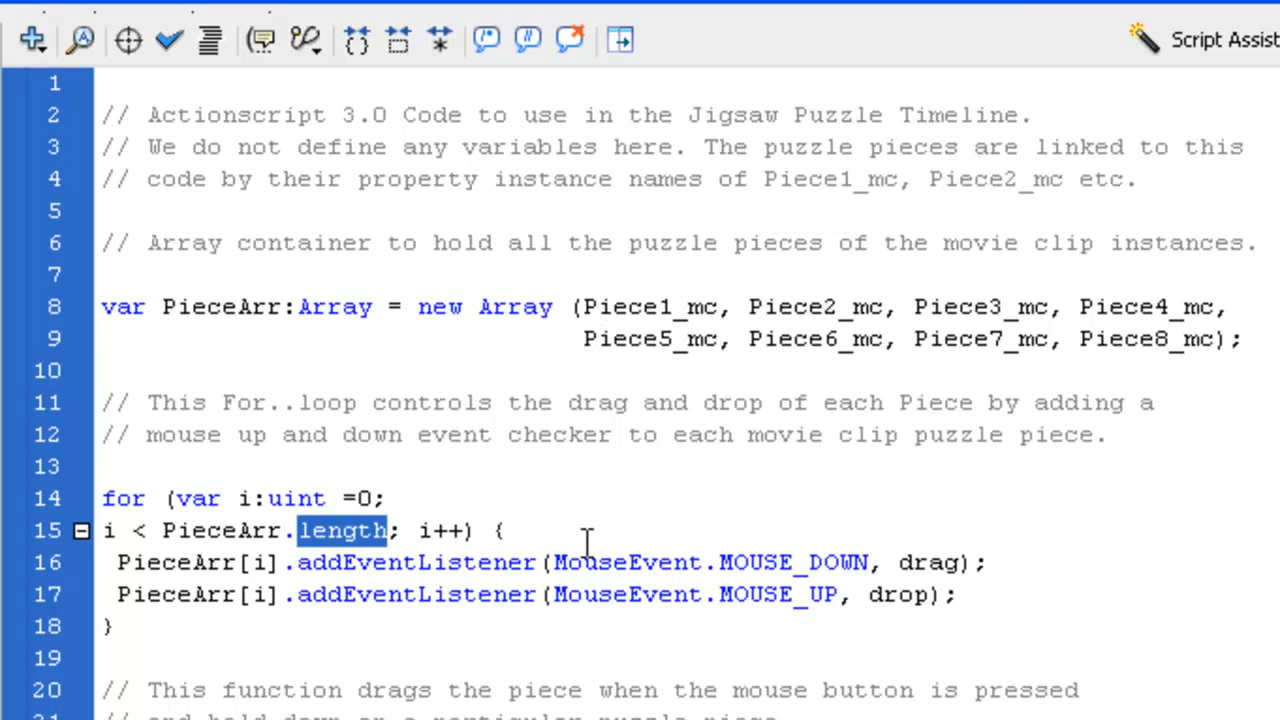 Script Assist
1
2 // Actionscript 3.0 Code to use in the Jigsaw Puzzle Timeline.
3 // We do not define any variables here. The puzzle pieces are linked to this
4 // code by their property instance names of Piece1_mc, Piece2_mc etc.
5
6 // Array container to hold all the puzzle pieces of the movie clip instances.
7
8 var PieceArr:Array = new Array (Piece1_mc, Piece2_mc, Piece3_mc, Piece4_mc,
9 Piece5_mc, Piece6_mc, Piece7_mc, Piece8_mc);
10
11 // This For..loop controls the drag and drop of each Piece by adding a
12 // mouse up and down event checker to each movie clip puzzle piece.
13
14 for (var i:uint =0;
15 i < PieceArr.length; i++) {
16 PieceArr[i].addEventListener(MouseEvent.MOUSE_DOWN, drag);
17 PieceArr[i].addEventListener(MouseEvent.MOUSE_UP, drop);
18 }
19
20 // This function drags the piece when the mouse button is pressed